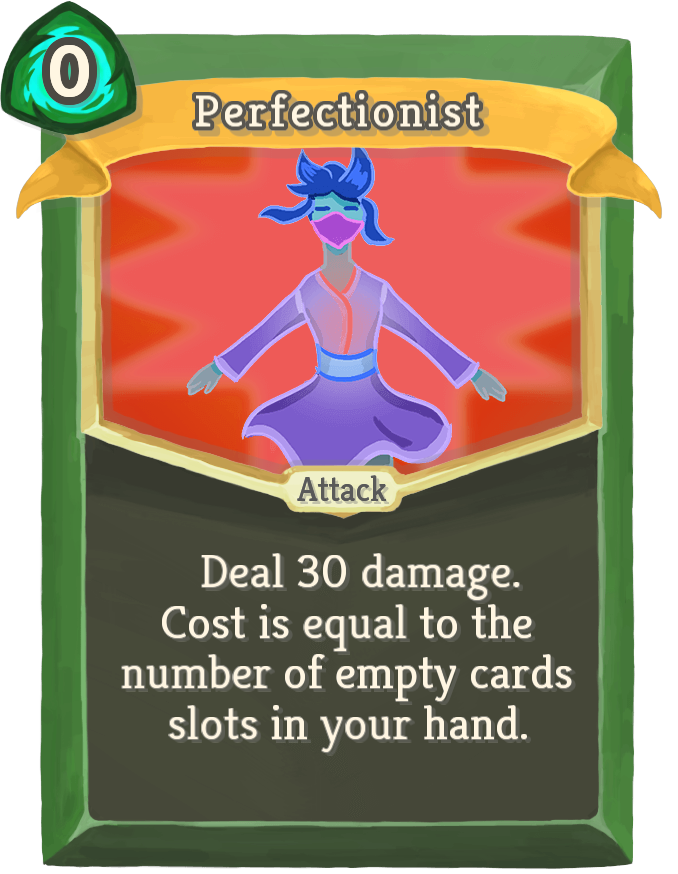 0
Perfectionist
Attack
Deal 30 damage.
Cost is equal to the
number of empty cards
slots in your hand.